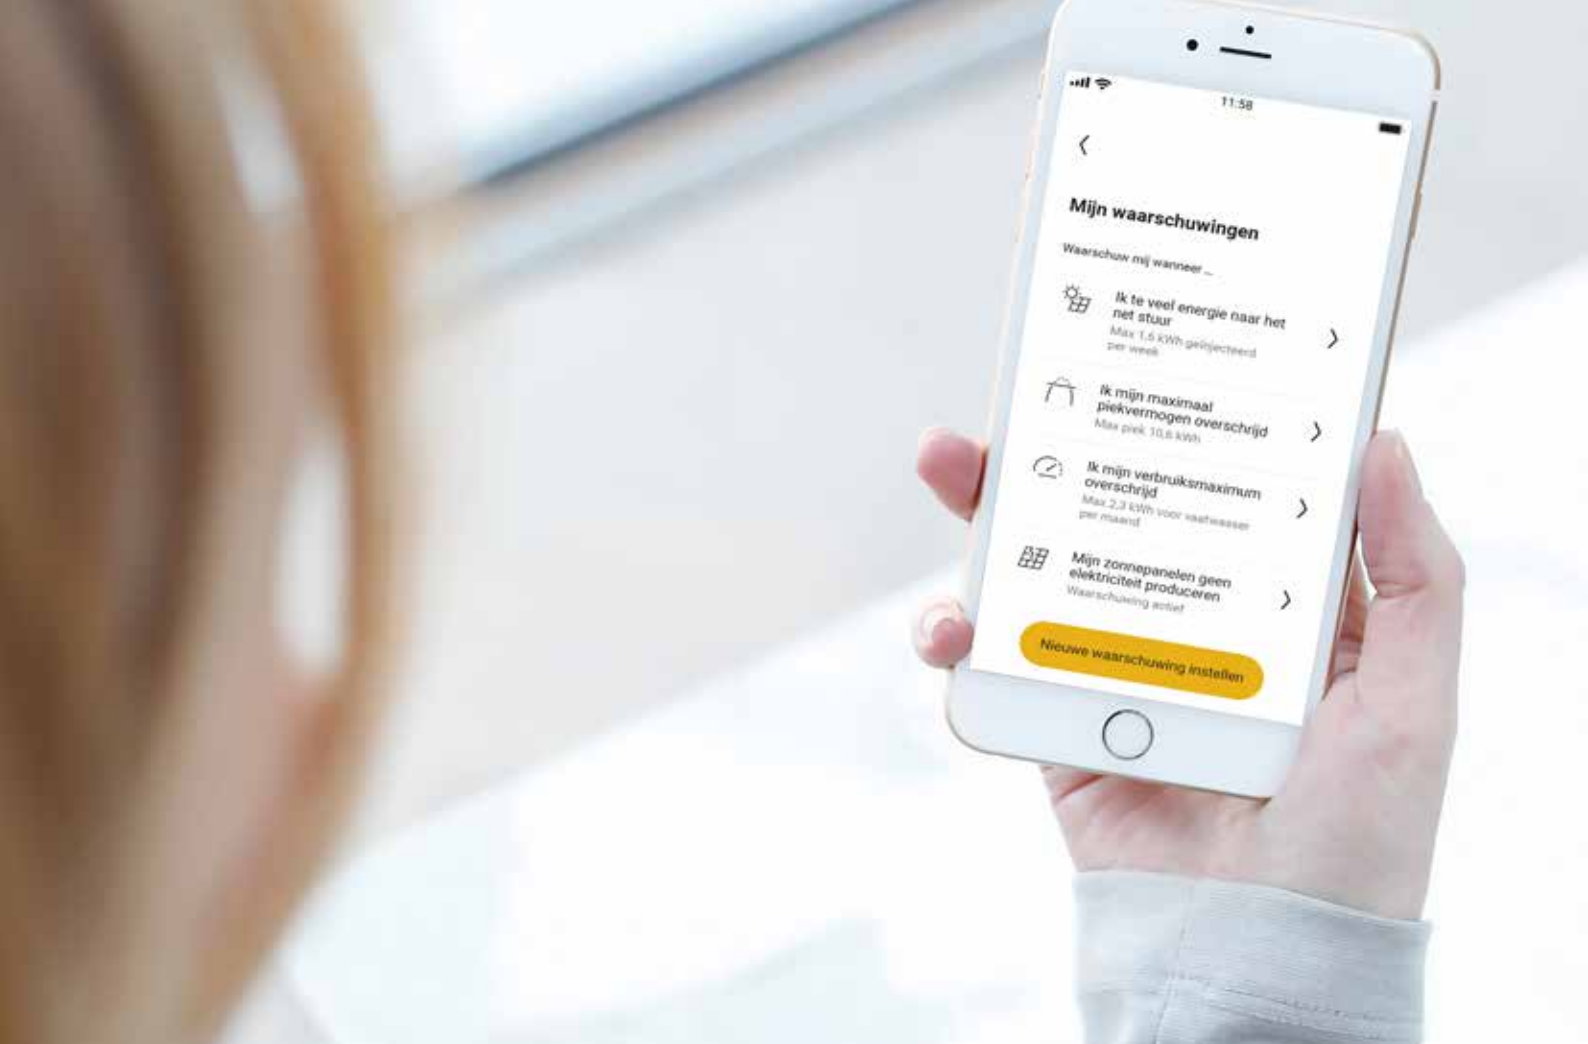 11:58
Mijn waarschuwingen
Waarschuw mij wanneer ...
Ik te veel energie naar het
net stuur
Max 1,6 kWh geïnjecteerd
per week
Ik mijn maximaal
piekvermogen overschrijd
Max piek 10,6 kWh
Ik mijn verbruiksmaximum
overschrijd
Max 2,3 kWh voor vaatwasser
per maand
Mijn zonnepanelen geen
elektriciteit produceren
Waarschuwing actief
Nieuwe waarschuwing instellen